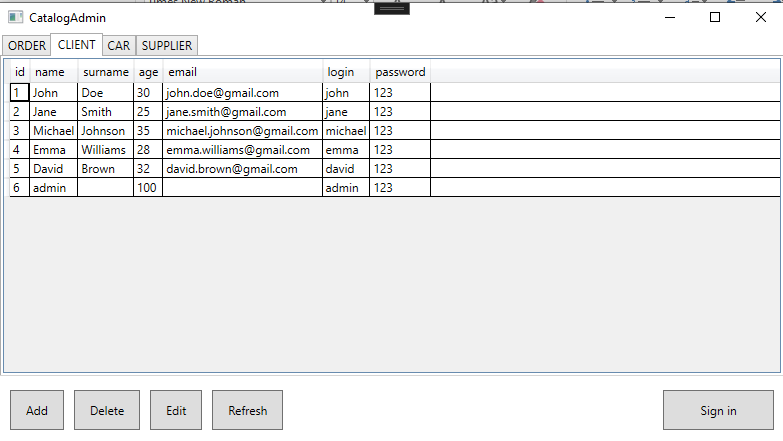 CatalogAdmin
ORDER CLIENT CAR SUPPLIER
id name surname age email login password
1 John Doe 30 john.doe@gmail.com john 123
2 Jane Smith 25 jane.smith@gmail.com jane 123
3 Michael Johnson 35 michael.johnson@gmail.com michael 123
4 Emma Williams 28 emma.williams@gmail.com emma 123
5 David Brown 32 david.brown@gmail.com david 123
6 admin 100 admin 123
Add Delete Edit Refresh Sign in